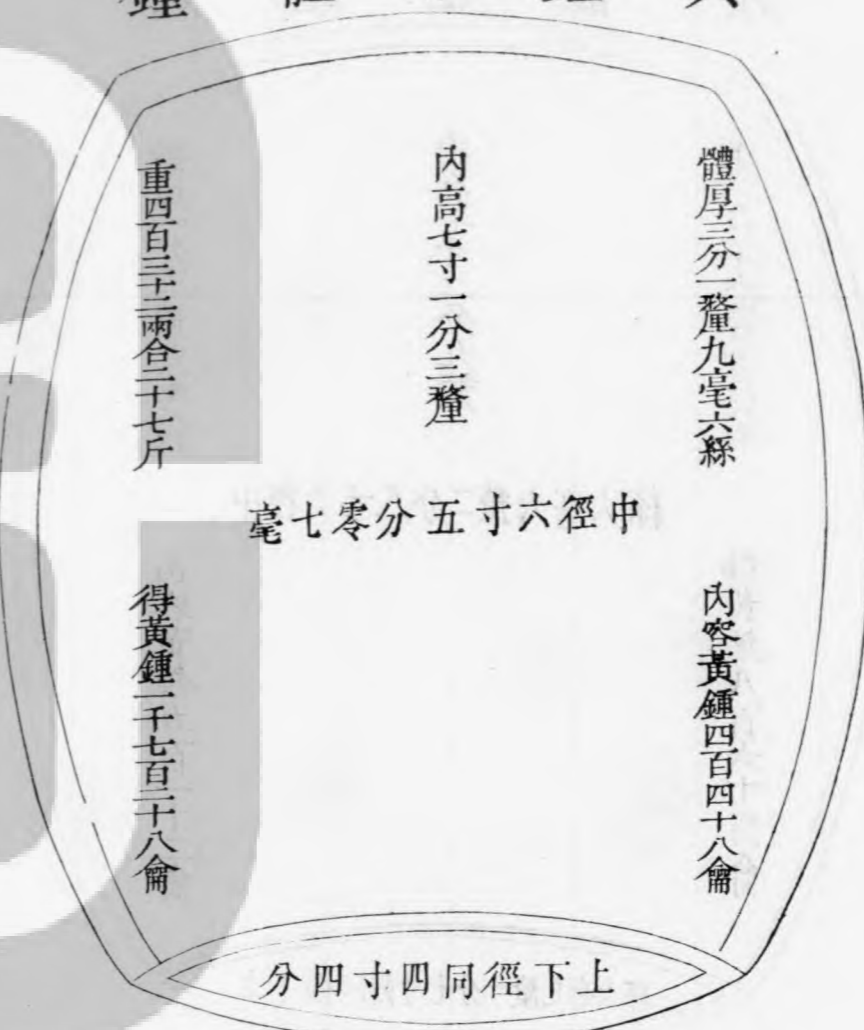 體厚三分一釐九毫六絲
內容黃鍾四百四十八龠
內高七寸一分三釐
中徑六寸五分零七毫
重四百三十二兩合二十七斤
得黃鍾一千七百二十八龠
上下徑同四寸四分